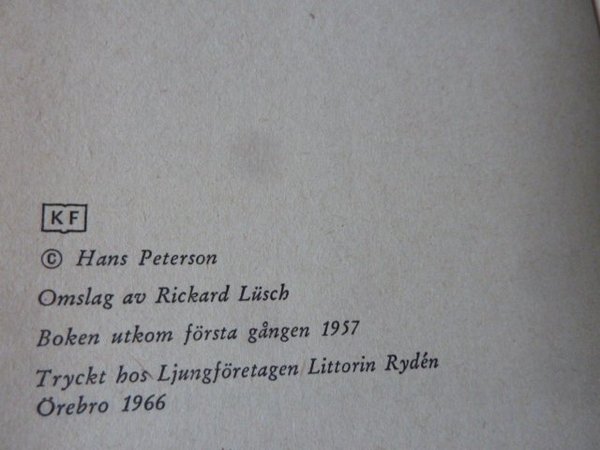 KF
© Hans Peterson
Omslag av Rickard Lüsch
Boken utkom första gången 1957
Tryckt hos Ljungföretagen Littorin Rydén
Örebro 1966